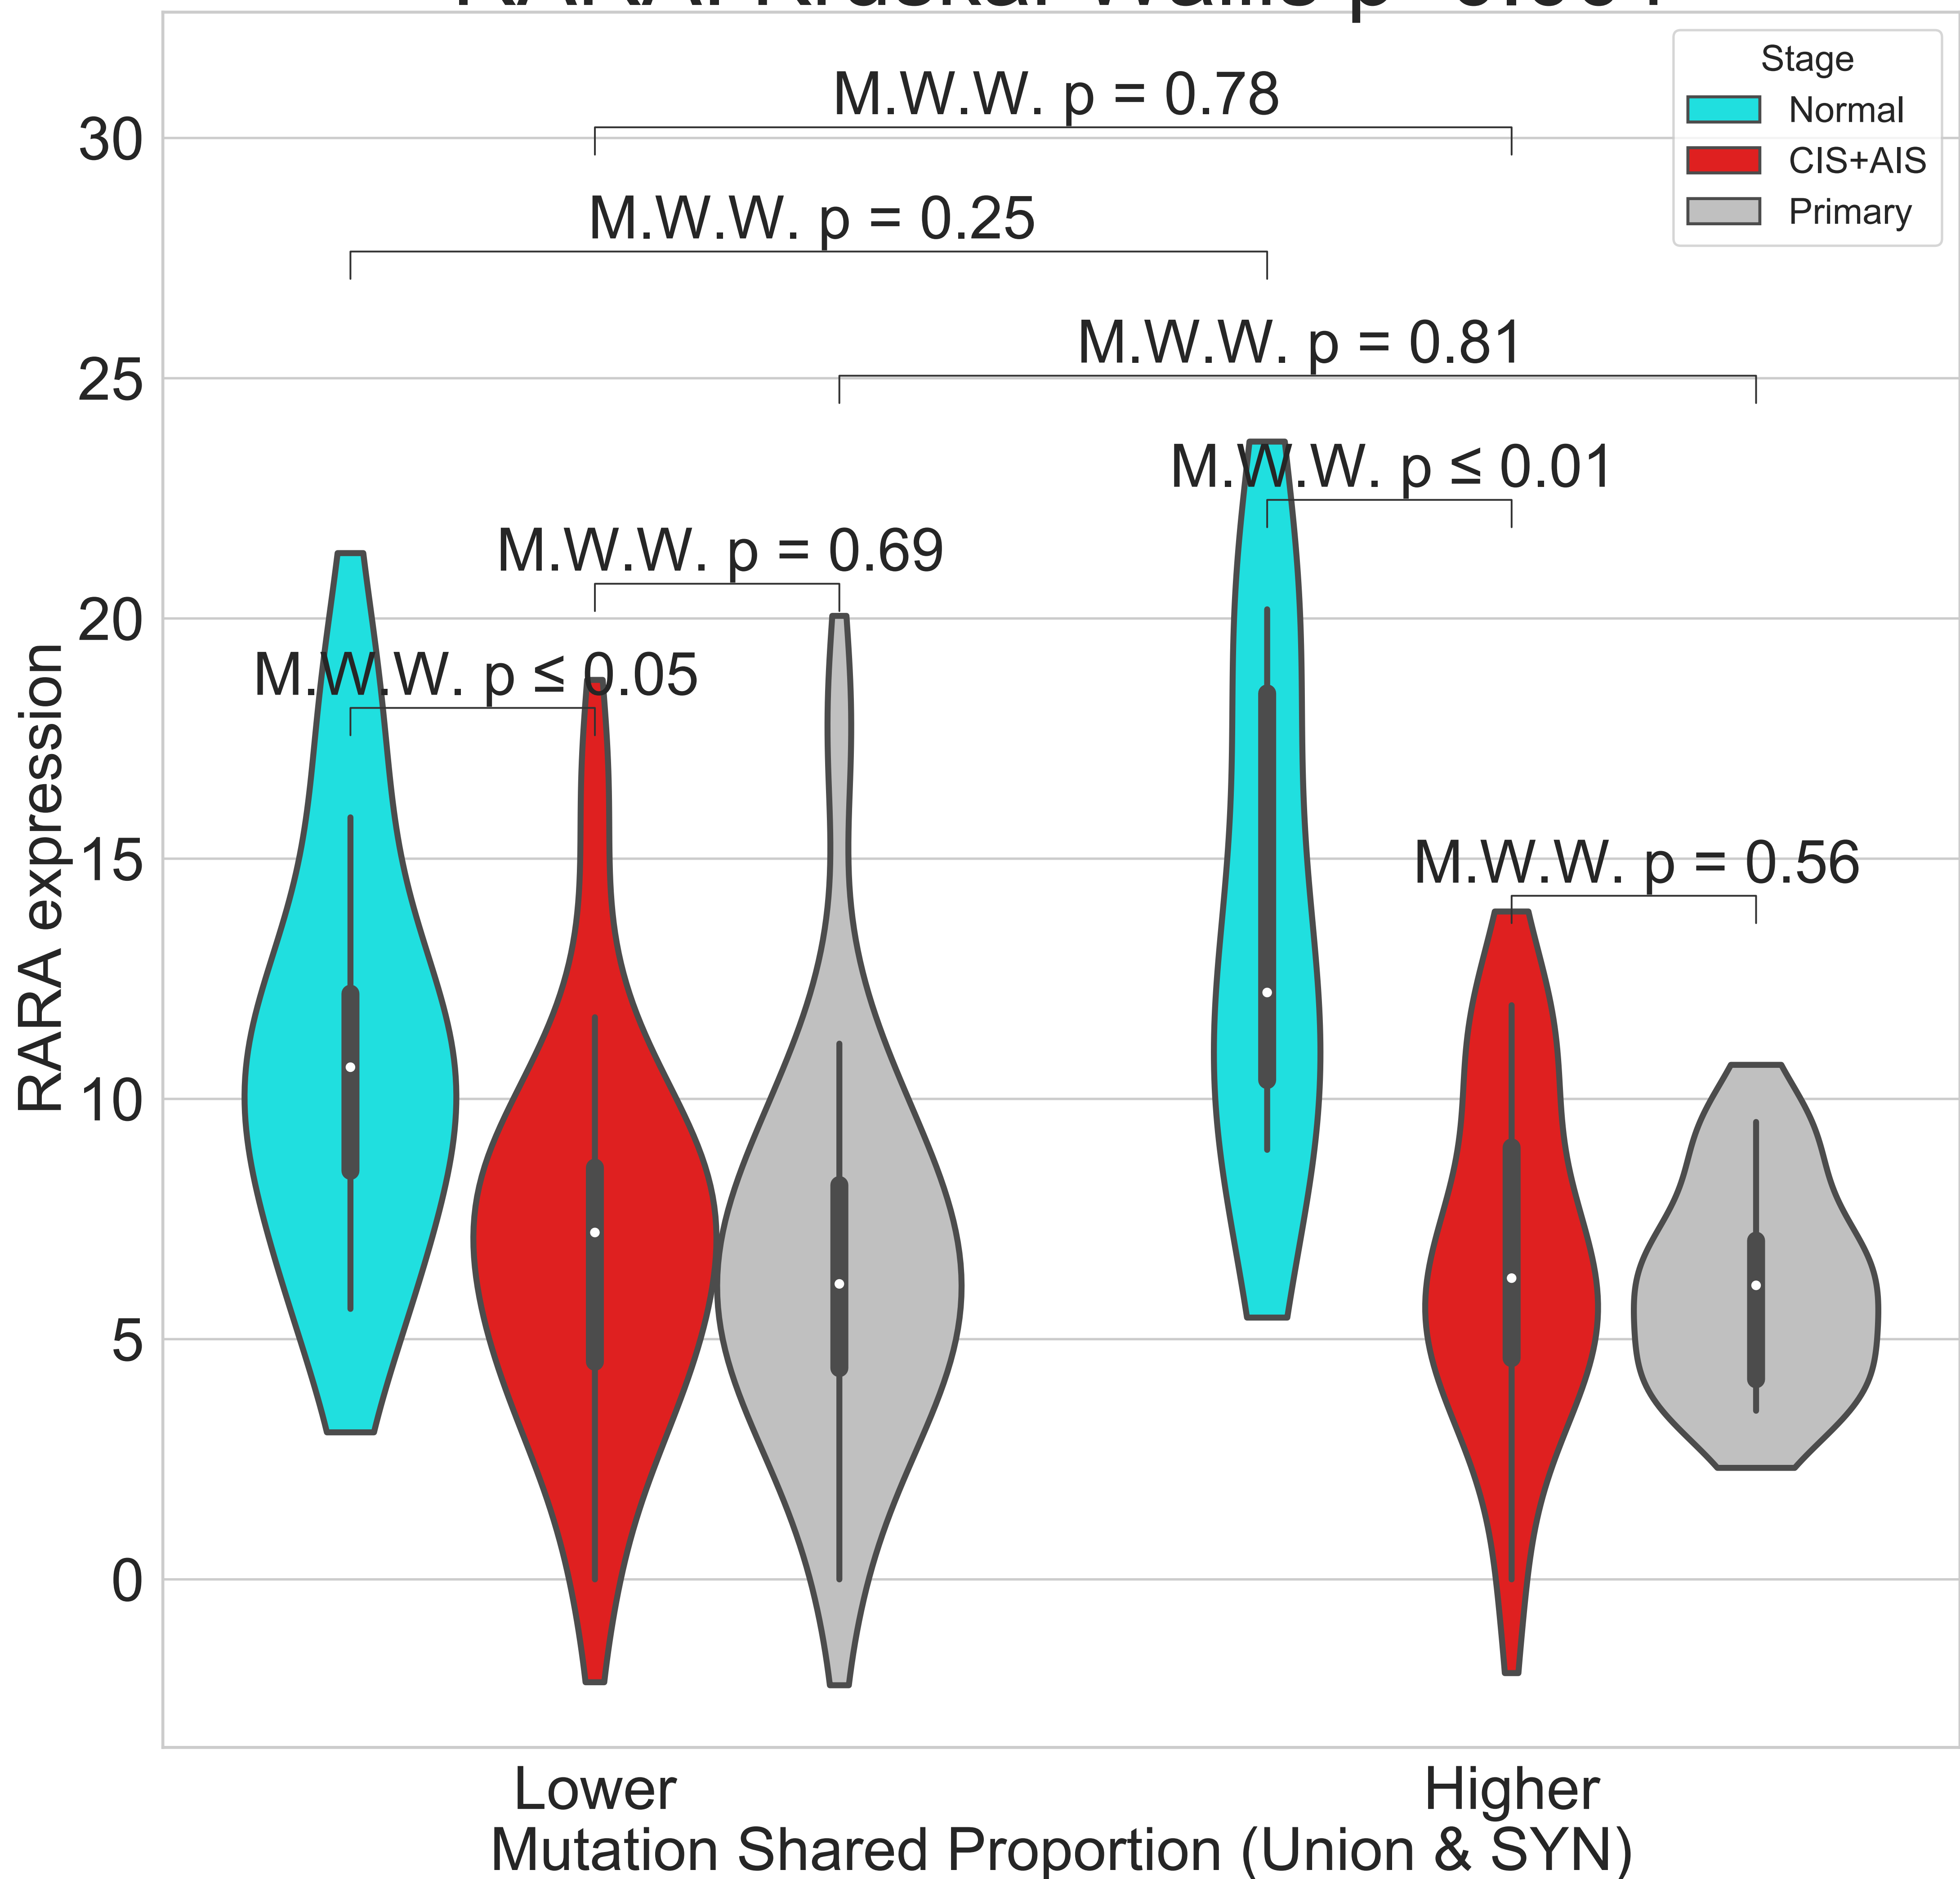 Stage
Normal
CIS+AIS
Primary
M.W.W. p = 0.78
M.W.W. p = 0.25
M.W.W. p = 0.81
M.W.W. p ≤ 0.01
M.W.W. p = 0.69
M.W.W. p ≤ 0.05
M.W.W. p = 0.56
30
25
20
15
10
5
0
RARA expression
Lower
Higher
Mutation Shared Proportion (Union & SYN)